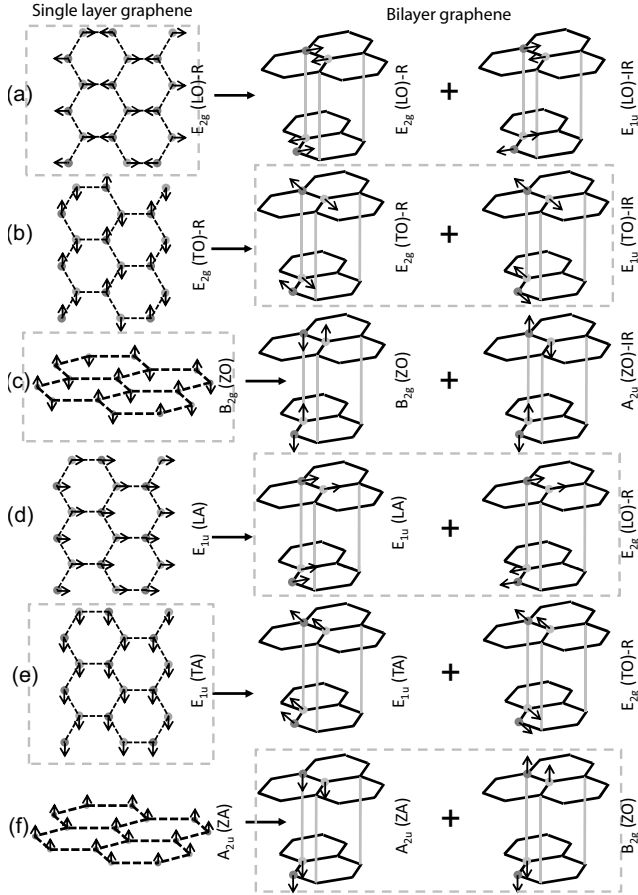 Single layer graphene
Bilayer graphene
(a)
E2g (LO)-R
E2g (LO)-R
+
E1u (LO)-IR
(b)
E2g (TO)-R
E2g (TO)-R
+
E1u (TO)-IR
(c)
B2g (ZO)
B2g (ZO)
+
A2u (ZO)-IR
(d)
E1u (LA)
E1u (LA)
+
E2g (LO)-R
(e)
E1u (TA)
E1u (TA)
+
E2g (TO)-R
(f)
A2u (ZA)
A2u (ZA)
+
B2g (ZO)